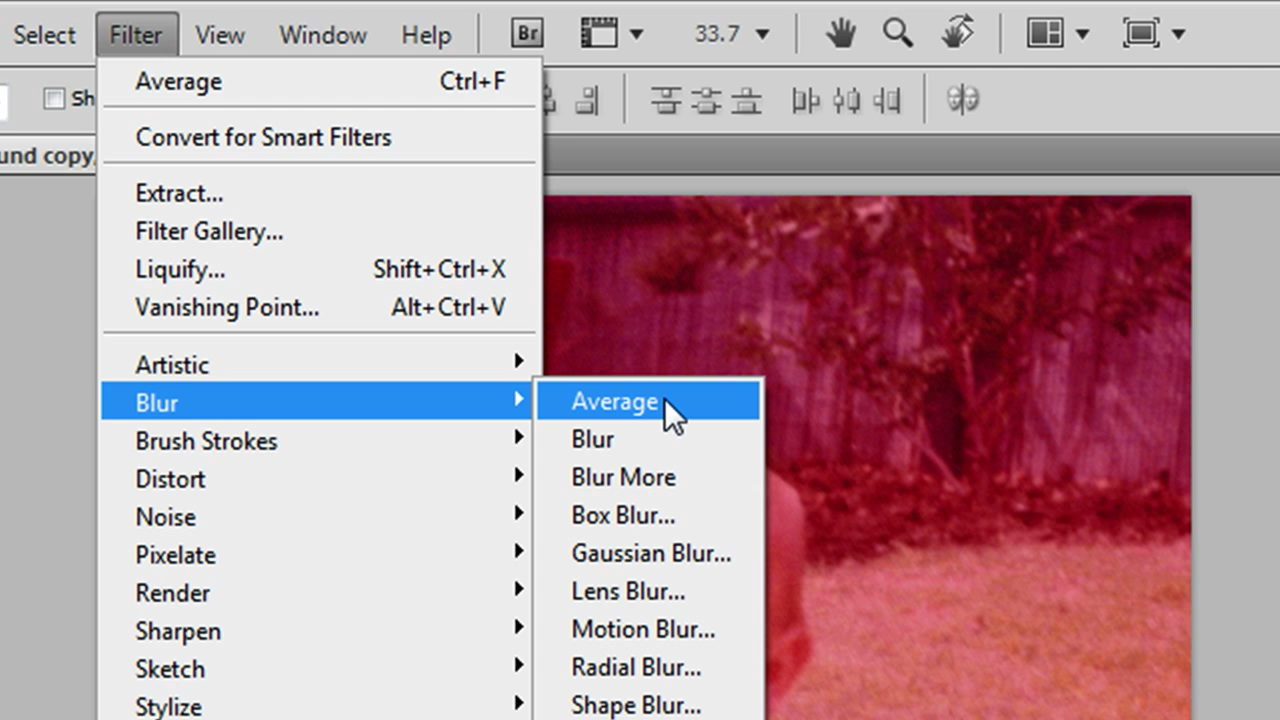 Select Filter View Window Help Br 33.7
Average Ctrl+F
Sh
Convert for Smart Filters
und copy,
Extract...
Filter Gallery...
Liquify... Shift+Ctrl+X
Vanishing Point... Alt+Ctrl+V
Artistic
Blur
Brush Strokes
Distort
Noise
Pixelate
Render
Sharpen
Sketch
Stylize
Average
Blur
Blur More
Box Blur...
Gaussian Blur...
Lens Blur...
Motion Blur...
Radial Blur...
Shape Blur...